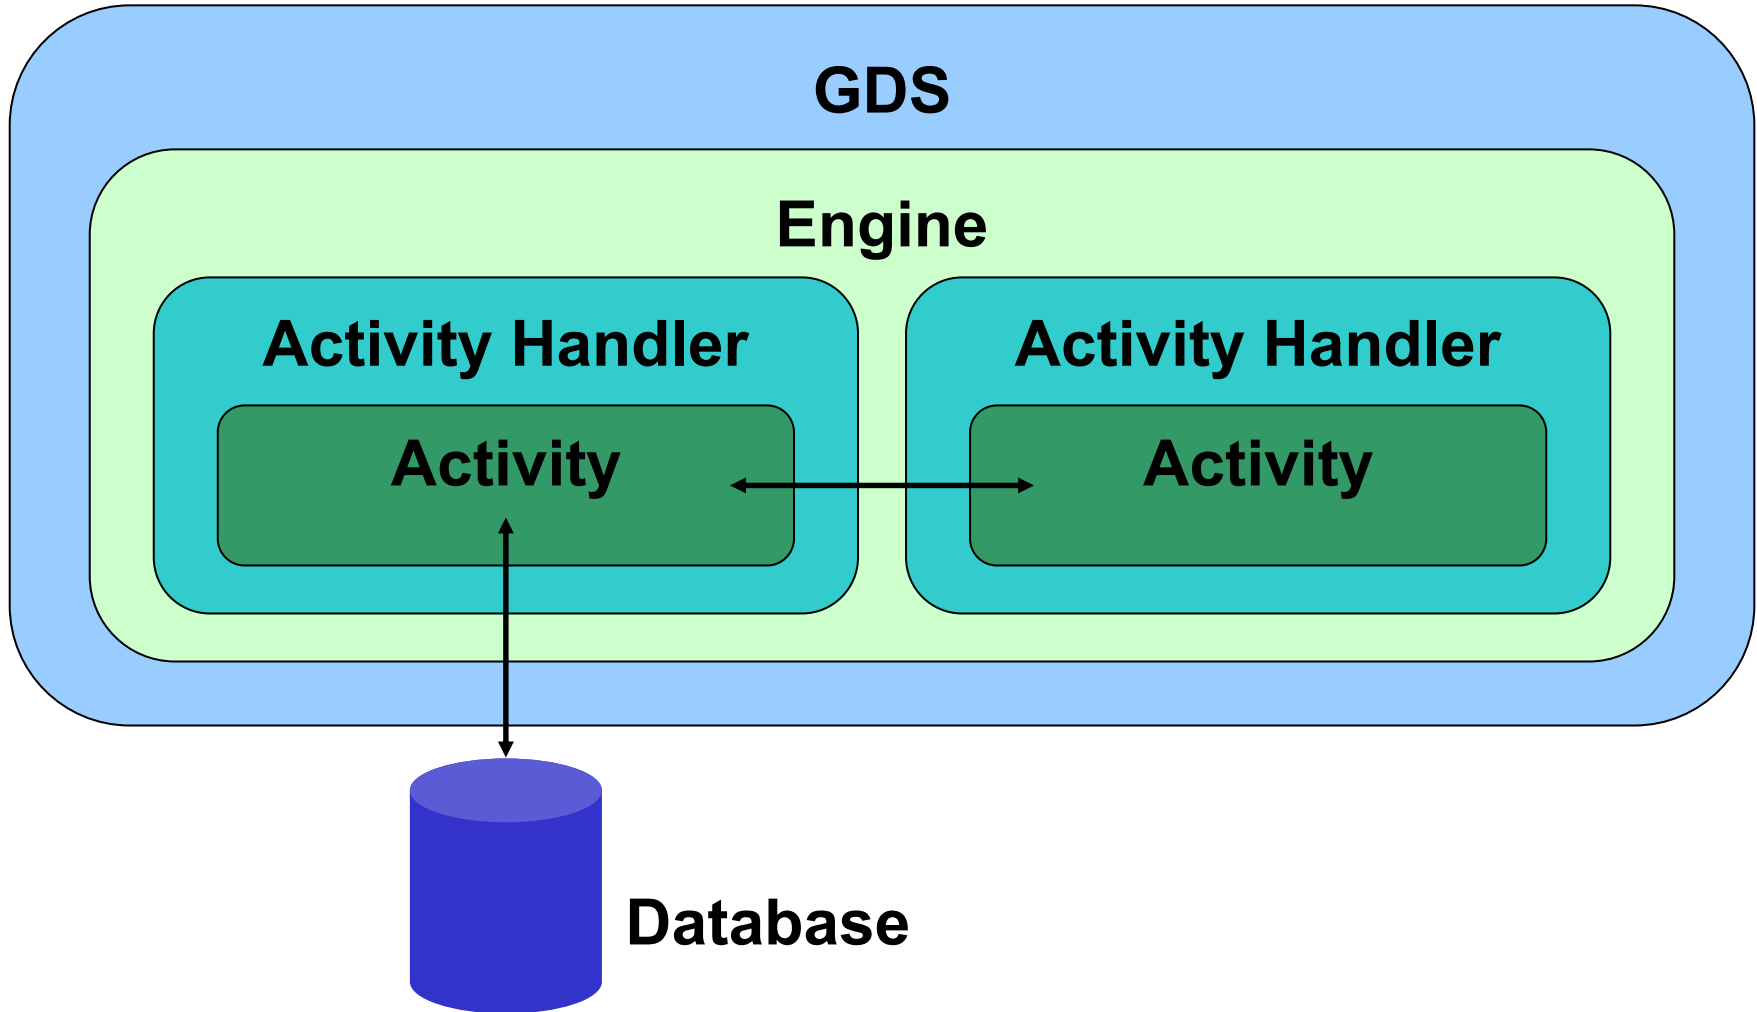 GDS
Engine
Activity Handler
Activity Handler
Activity
Activity
Database